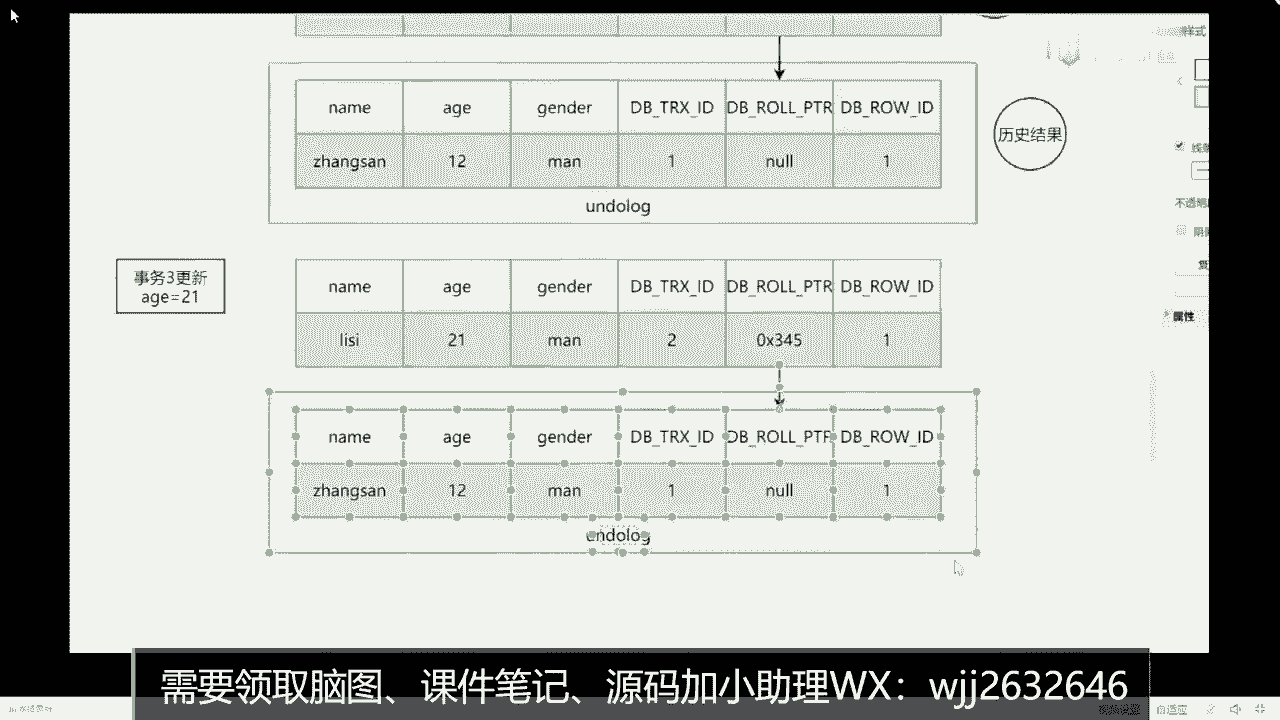 样式
name age gender DB_TRX_ID DB_ROLL_PTR DB_ROW_ID
zhangsan 12 man 1 null 1
undolog
历史结果
线条
不透明度
事务3更新
age=21
name age gender DB_TRX_ID DB_ROLL_PTR DB_ROW_ID
lisi 21 man 2 0x345 1
属性
name age gender DB_TRX_ID DB_ROLL_PTR DB_ROW_ID
zhangsan 12 man 1 null 1
undolog
需要领取脑图、课件笔记、源码加小助理WX：wjj2632646